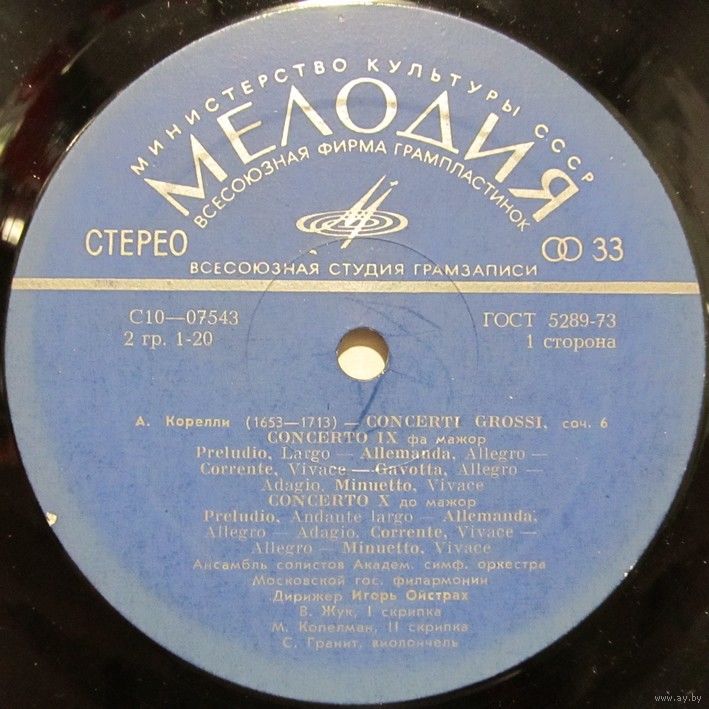 МИНИСТЕРСТВО КУЛЬТУРЫ СССР
МЕЛОДИЯ
ВСЕСОЮЗНАЯ ФИРМА ГРАМПЛАСТИНОК
СТЕРЕО
33
ВСЕСОЮЗНАЯ СТУДИЯ ГРАМЗАПИСИ
С10—07543
ГОСТ 5289-73
2 гр. 1-20
1 сторона
А. Корелли (1653—1713) — CONCERTI GROSSI, соч. 6
CONCERTO IX фа мажор
Preludio, Largo — Allemanda, Allegro —
Corrente, Vivace — Gavotta, Allegro —
Adagio, Minuetto, Vivace
CONCERTO X до мажор
Preludio, Andante largo — Allemanda,
Allegro — Adagio, Corrente, Vivace —
Allegro — Minuetto, Vivace
Ансамбль солистов Академ. симф. оркестра
Московской гос. филармонии
Дирижер Игорь Ойстрах
В. Жук, I скрипка
М. Копелман, II скрипка
С. Гранит, виолончель
www.ay.by